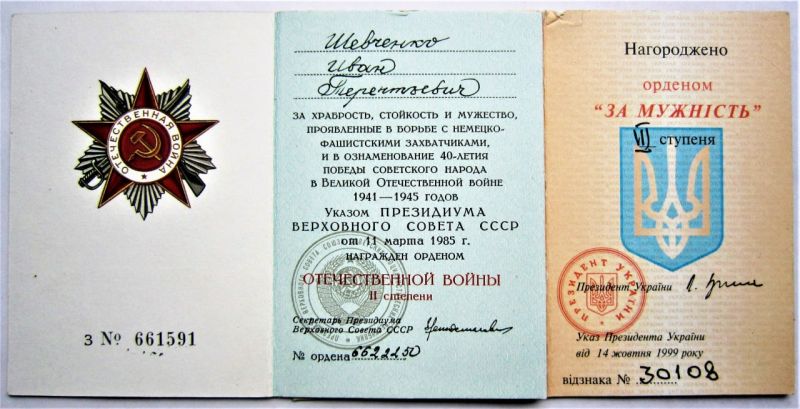 ОТЕЧЕСТВЕННАЯ ВОЙНА
З № 661591
Шевченко
Иван
Терентьевич
ЗА ХРАБРОСТЬ, СТОЙКОСТЬ И МУЖЕСТВО,
ПРОЯВЛЕННЫЕ В БОРЬБЕ С НЕМЕЦКО-
ФАШИСТСКИМИ ЗАХВАТЧИКАМИ,
И В ОЗНАМЕНОВАНИЕ 40-ЛЕТИЯ
ПОБЕДЫ СОВЕТСКОГО НАРОДА
В ВЕЛИКОЙ ОТЕЧЕСТВЕННОЙ ВОЙНЕ
1941—1945 ГОДОВ
УКАЗОМ ПРЕЗИДИУМА
ВЕРХОВНОГО СОВЕТА СССР
ОТ 11 МАРТА 1985 Г.
НАГРАЖДЕН ОРДЕНОМ
ОТЕЧЕСТВЕННОЙ ВОЙНЫ
II СТЕПЕНИ
Секретарь Президиума
Верховного Совета СССР
№ ордена 6622250
Нагороджено
орденом
“ЗА МУЖНІСТЬ”
ступеня
ПРЕЗИДЕНТ УКРАЇНИ
Президент України
Указ Президента України
від 14 жовтня 1999 року
відзнака № 30108